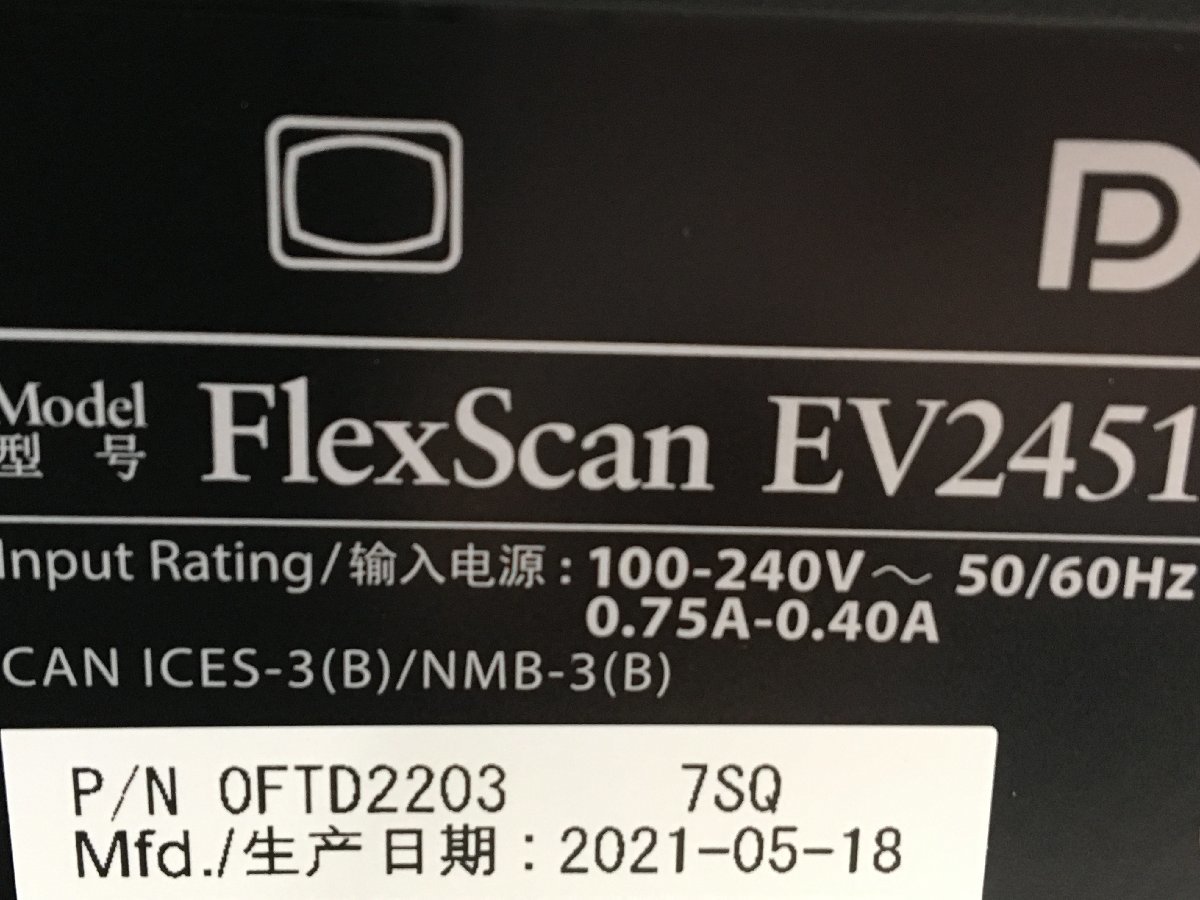 Model
型 号
FlexScan EV2451
Input Rating/输入电源：100-240V～ 50/60Hz
0.75A-0.40A
CAN ICES-3(B)/NMB-3(B)
P/N 0FTD2203 7SQ
Mfd./生产日期：2021-05-18